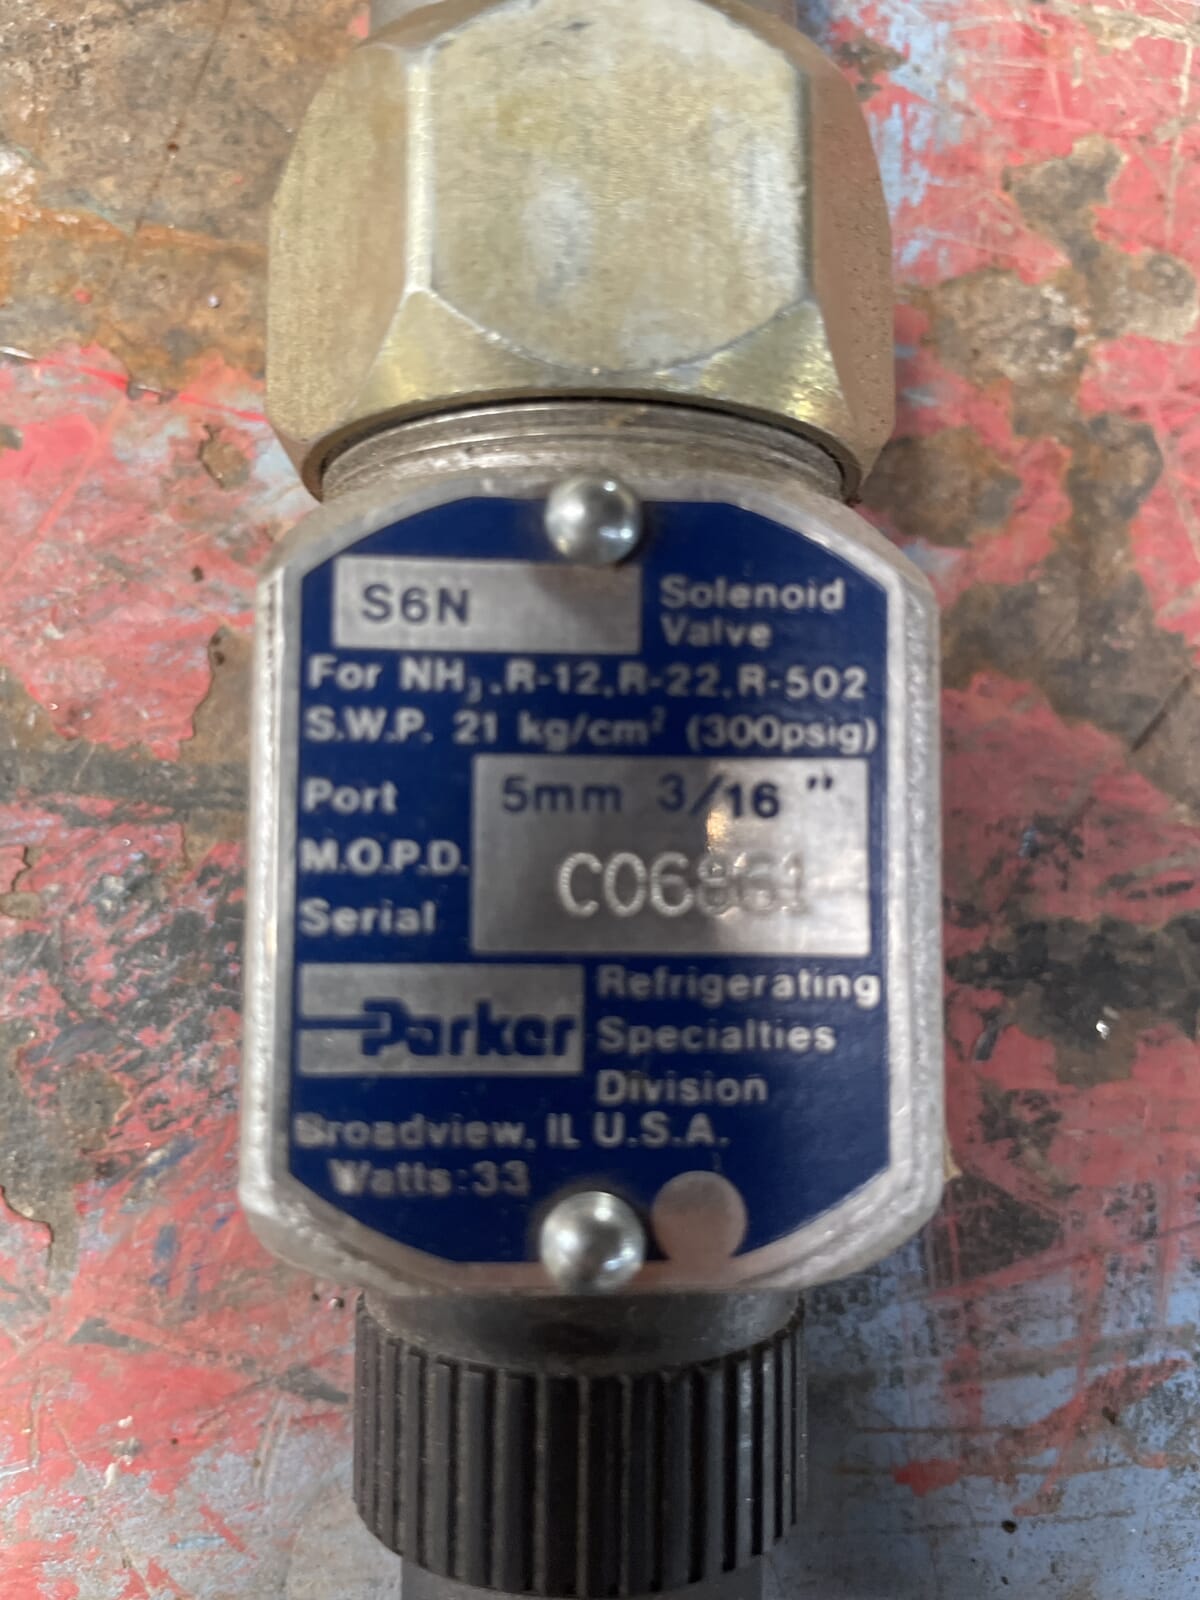 S6N Solenoid Valve
For NH₃, R-12, R-22, R-502
S.W.P. 21 kg/cm² (300psig)
Port 5mm 3/16 "
M.O.P.D.
Serial C06861
Parker Refrigerating Specialties Division
Broadview, IL U.S.A.
Watts: 33